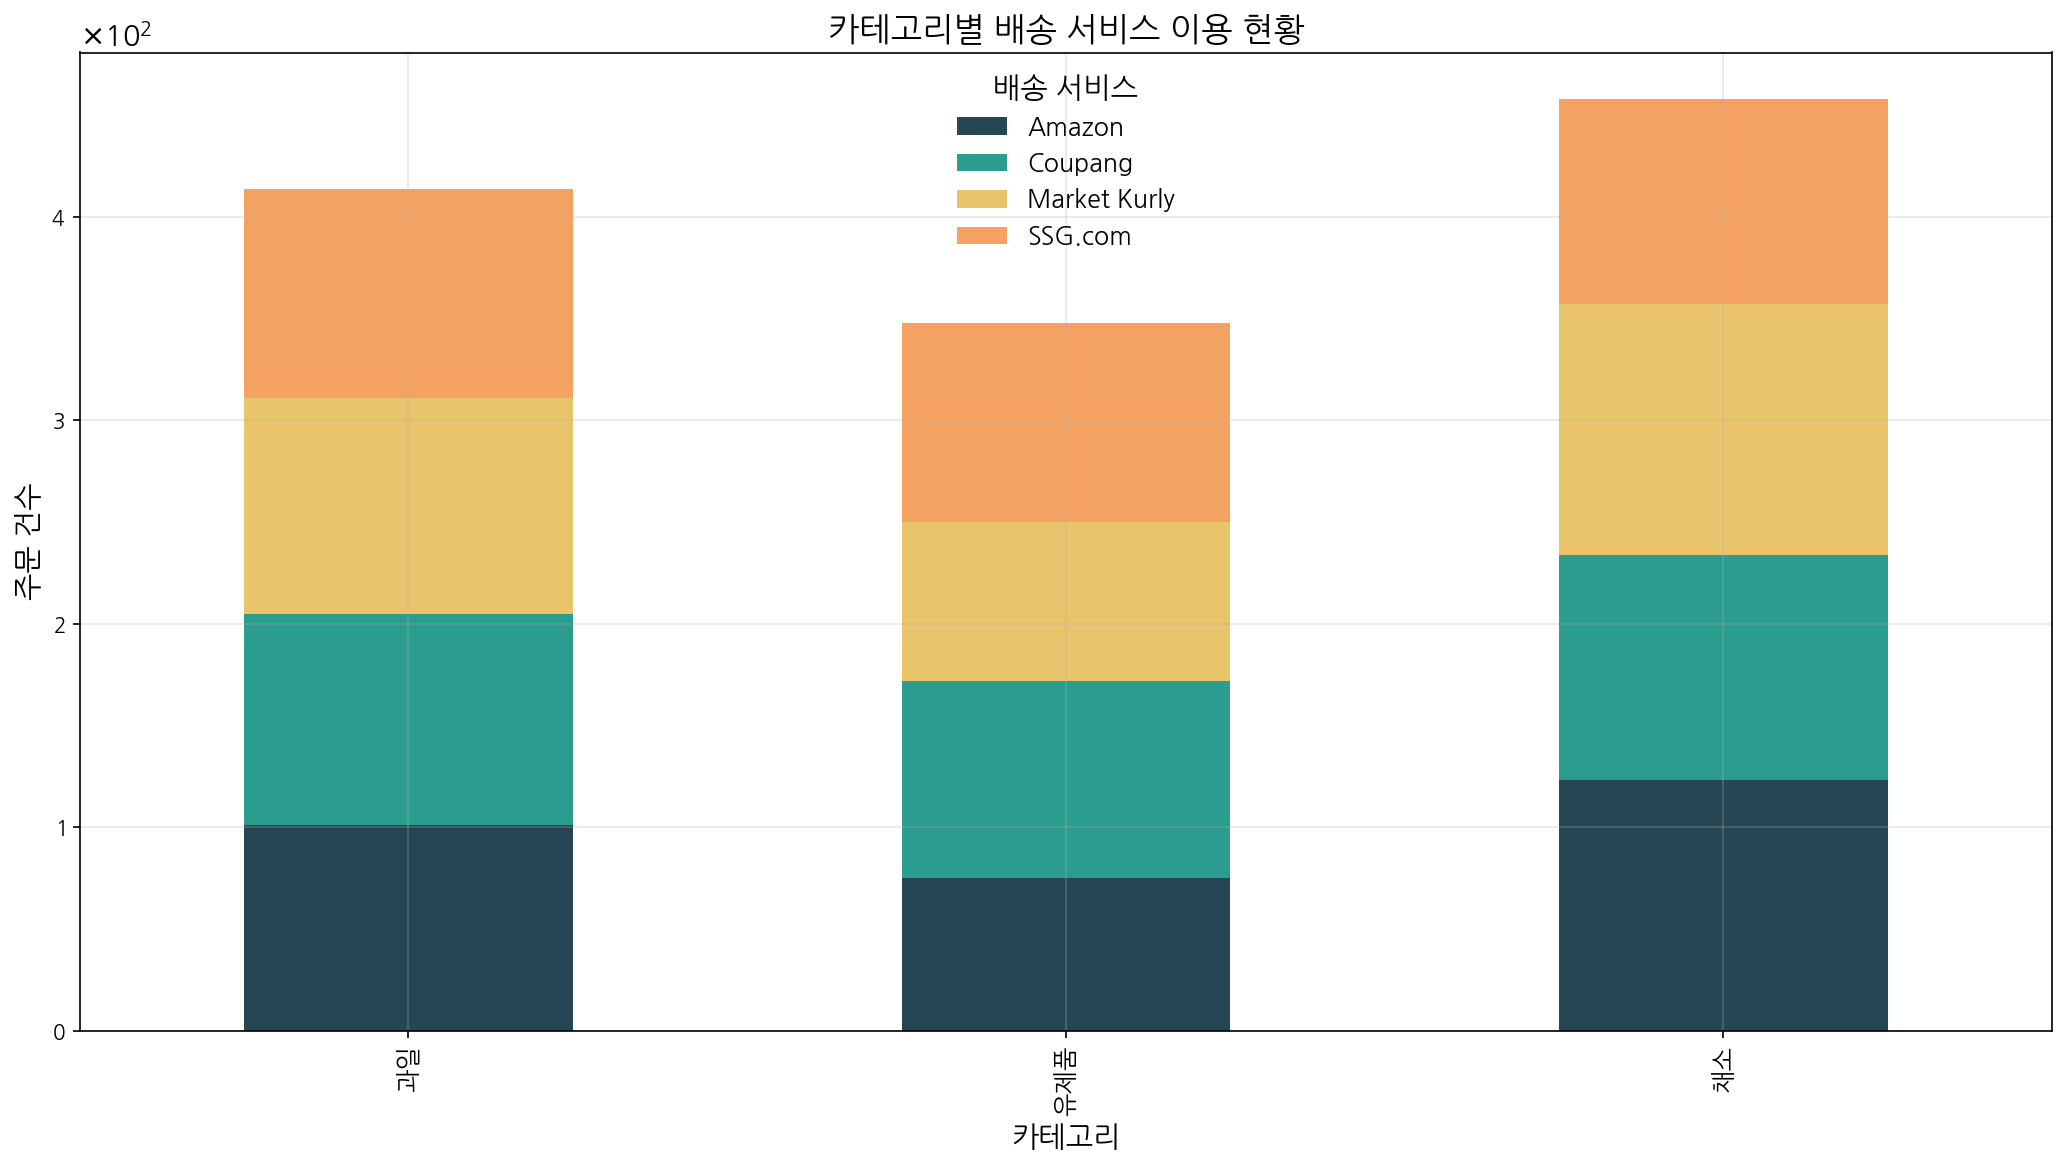 카테고리별 배송 서비스 이용 현황
×10²
배송 서비스
Amazon
Coupang
Market Kurly
SSG.com
4
3
2
1
0
주문 건수
과일
유제품
채소
카테고리